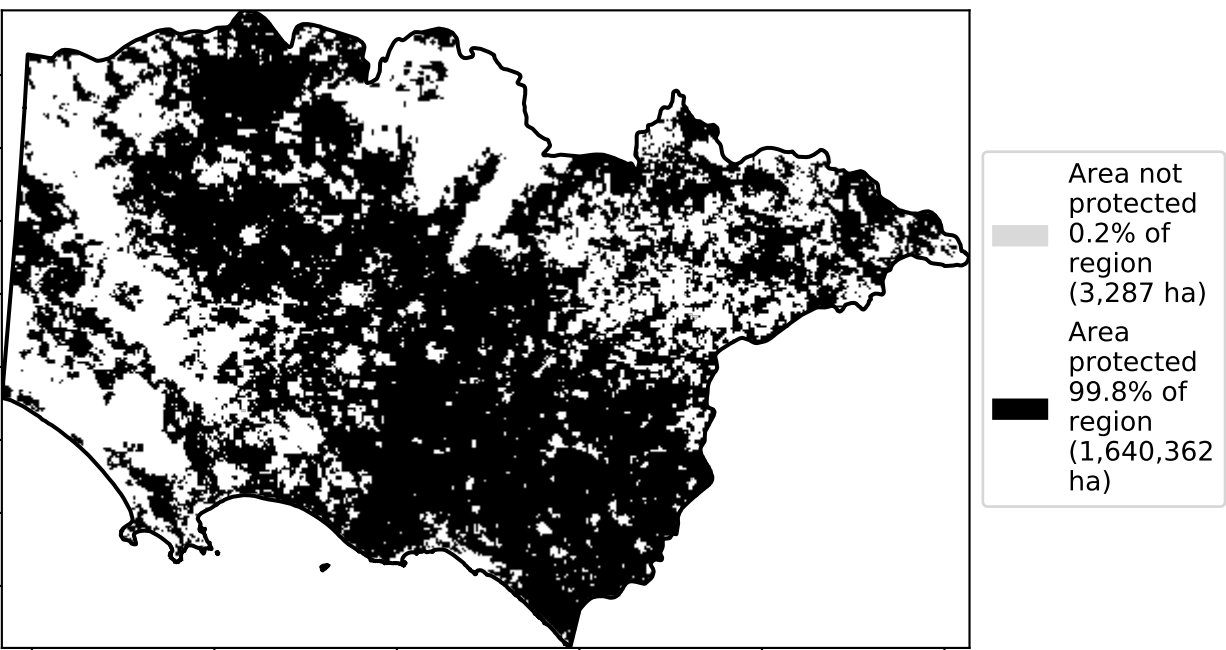 Area not
protected
0.2% of
region
(3,287 ha)
Area
protected
99.8% of
region
(1,640,362
ha)